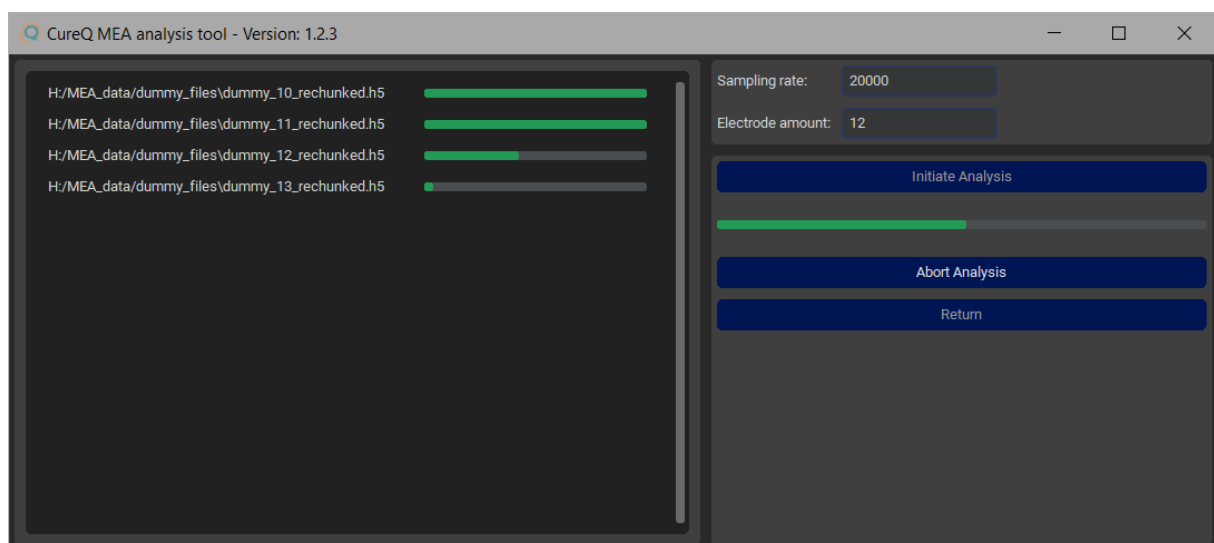 CureQ MEA analysis tool - Version: 1.2.3
H:/MEA_data/dummy_files\dummy_10_rechunked.h5
H:/MEA_data/dummy_files\dummy_11_rechunked.h5
H:/MEA_data/dummy_files\dummy_12_rechunked.h5
H:/MEA_data/dummy_files\dummy_13_rechunked.h5
Sampling rate: 20000
Electrode amount: 12
Initiate Analysis
Abort Analysis
Return